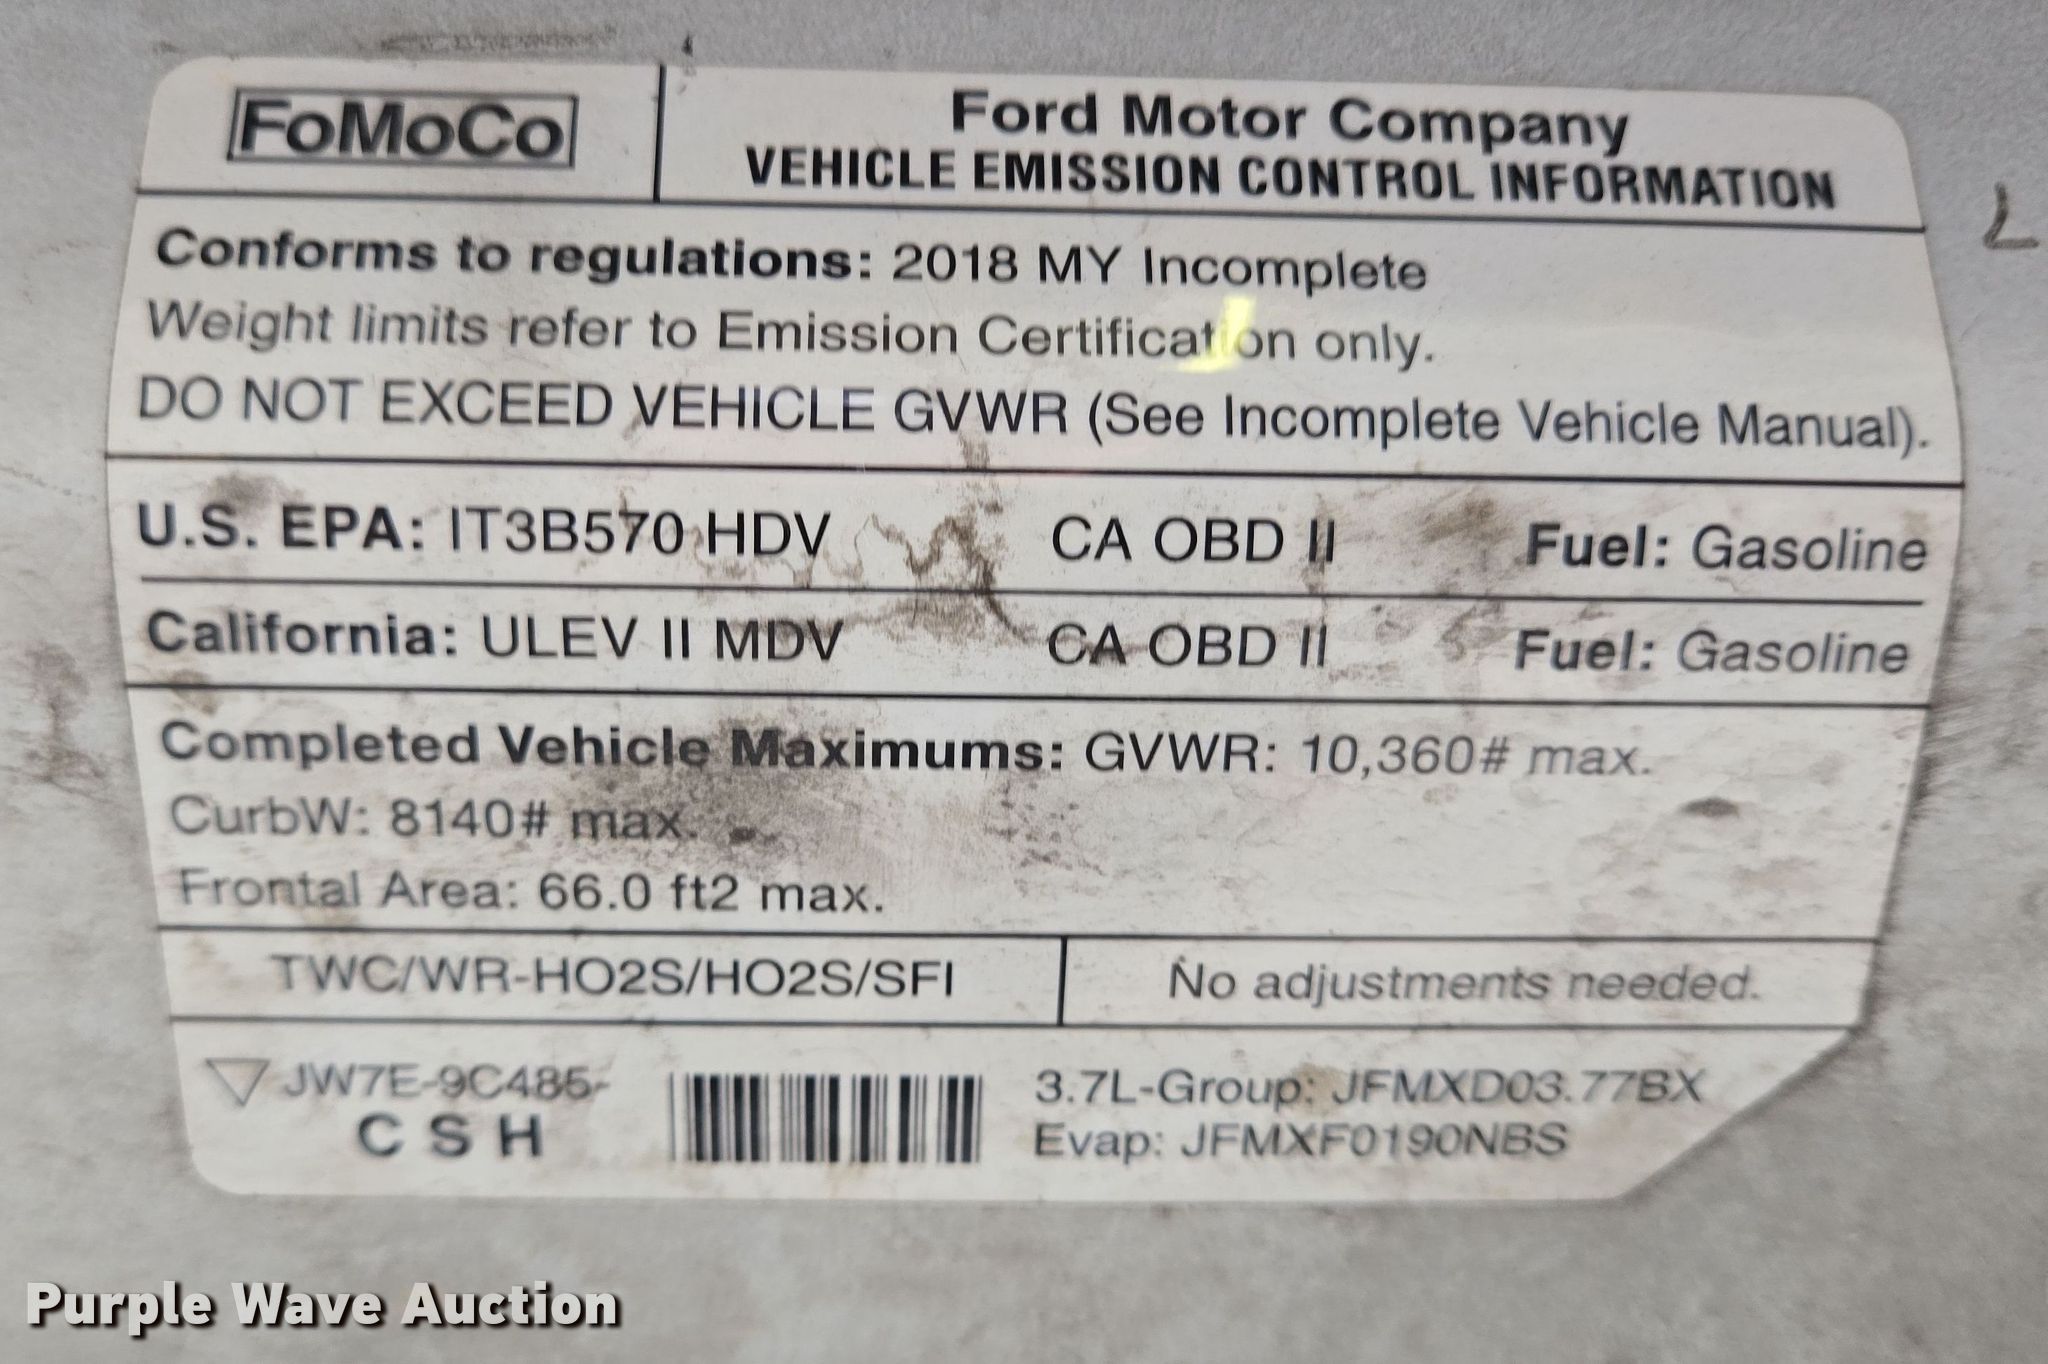 FoMoCo
Ford Motor Company
VEHICLE EMISSION CONTROL INFORMATION
Conforms to regulations: 2018 MY Incomplete
Weight limits refer to Emission Certification only.
DO NOT EXCEED VEHICLE GVWR (See Incomplete Vehicle Manual).
U.S. EPA: IT3B570 HDV CA OBD II Fuel: Gasoline
California: ULEV II MDV CA OBD II Fuel: Gasoline
Completed Vehicle Maximums: GVWR: 10,360# max.
CurbW: 8140# max.
Frontal Area: 66.0 ft2 max.
TWC/WR-HO2S/HO2S/SFI
No adjustments needed.
JW7E-9C485-
C S H
3.7L-Group: JFMXD03.77BX
Evap: JFMXF0190NBS
Purple Wave Auction